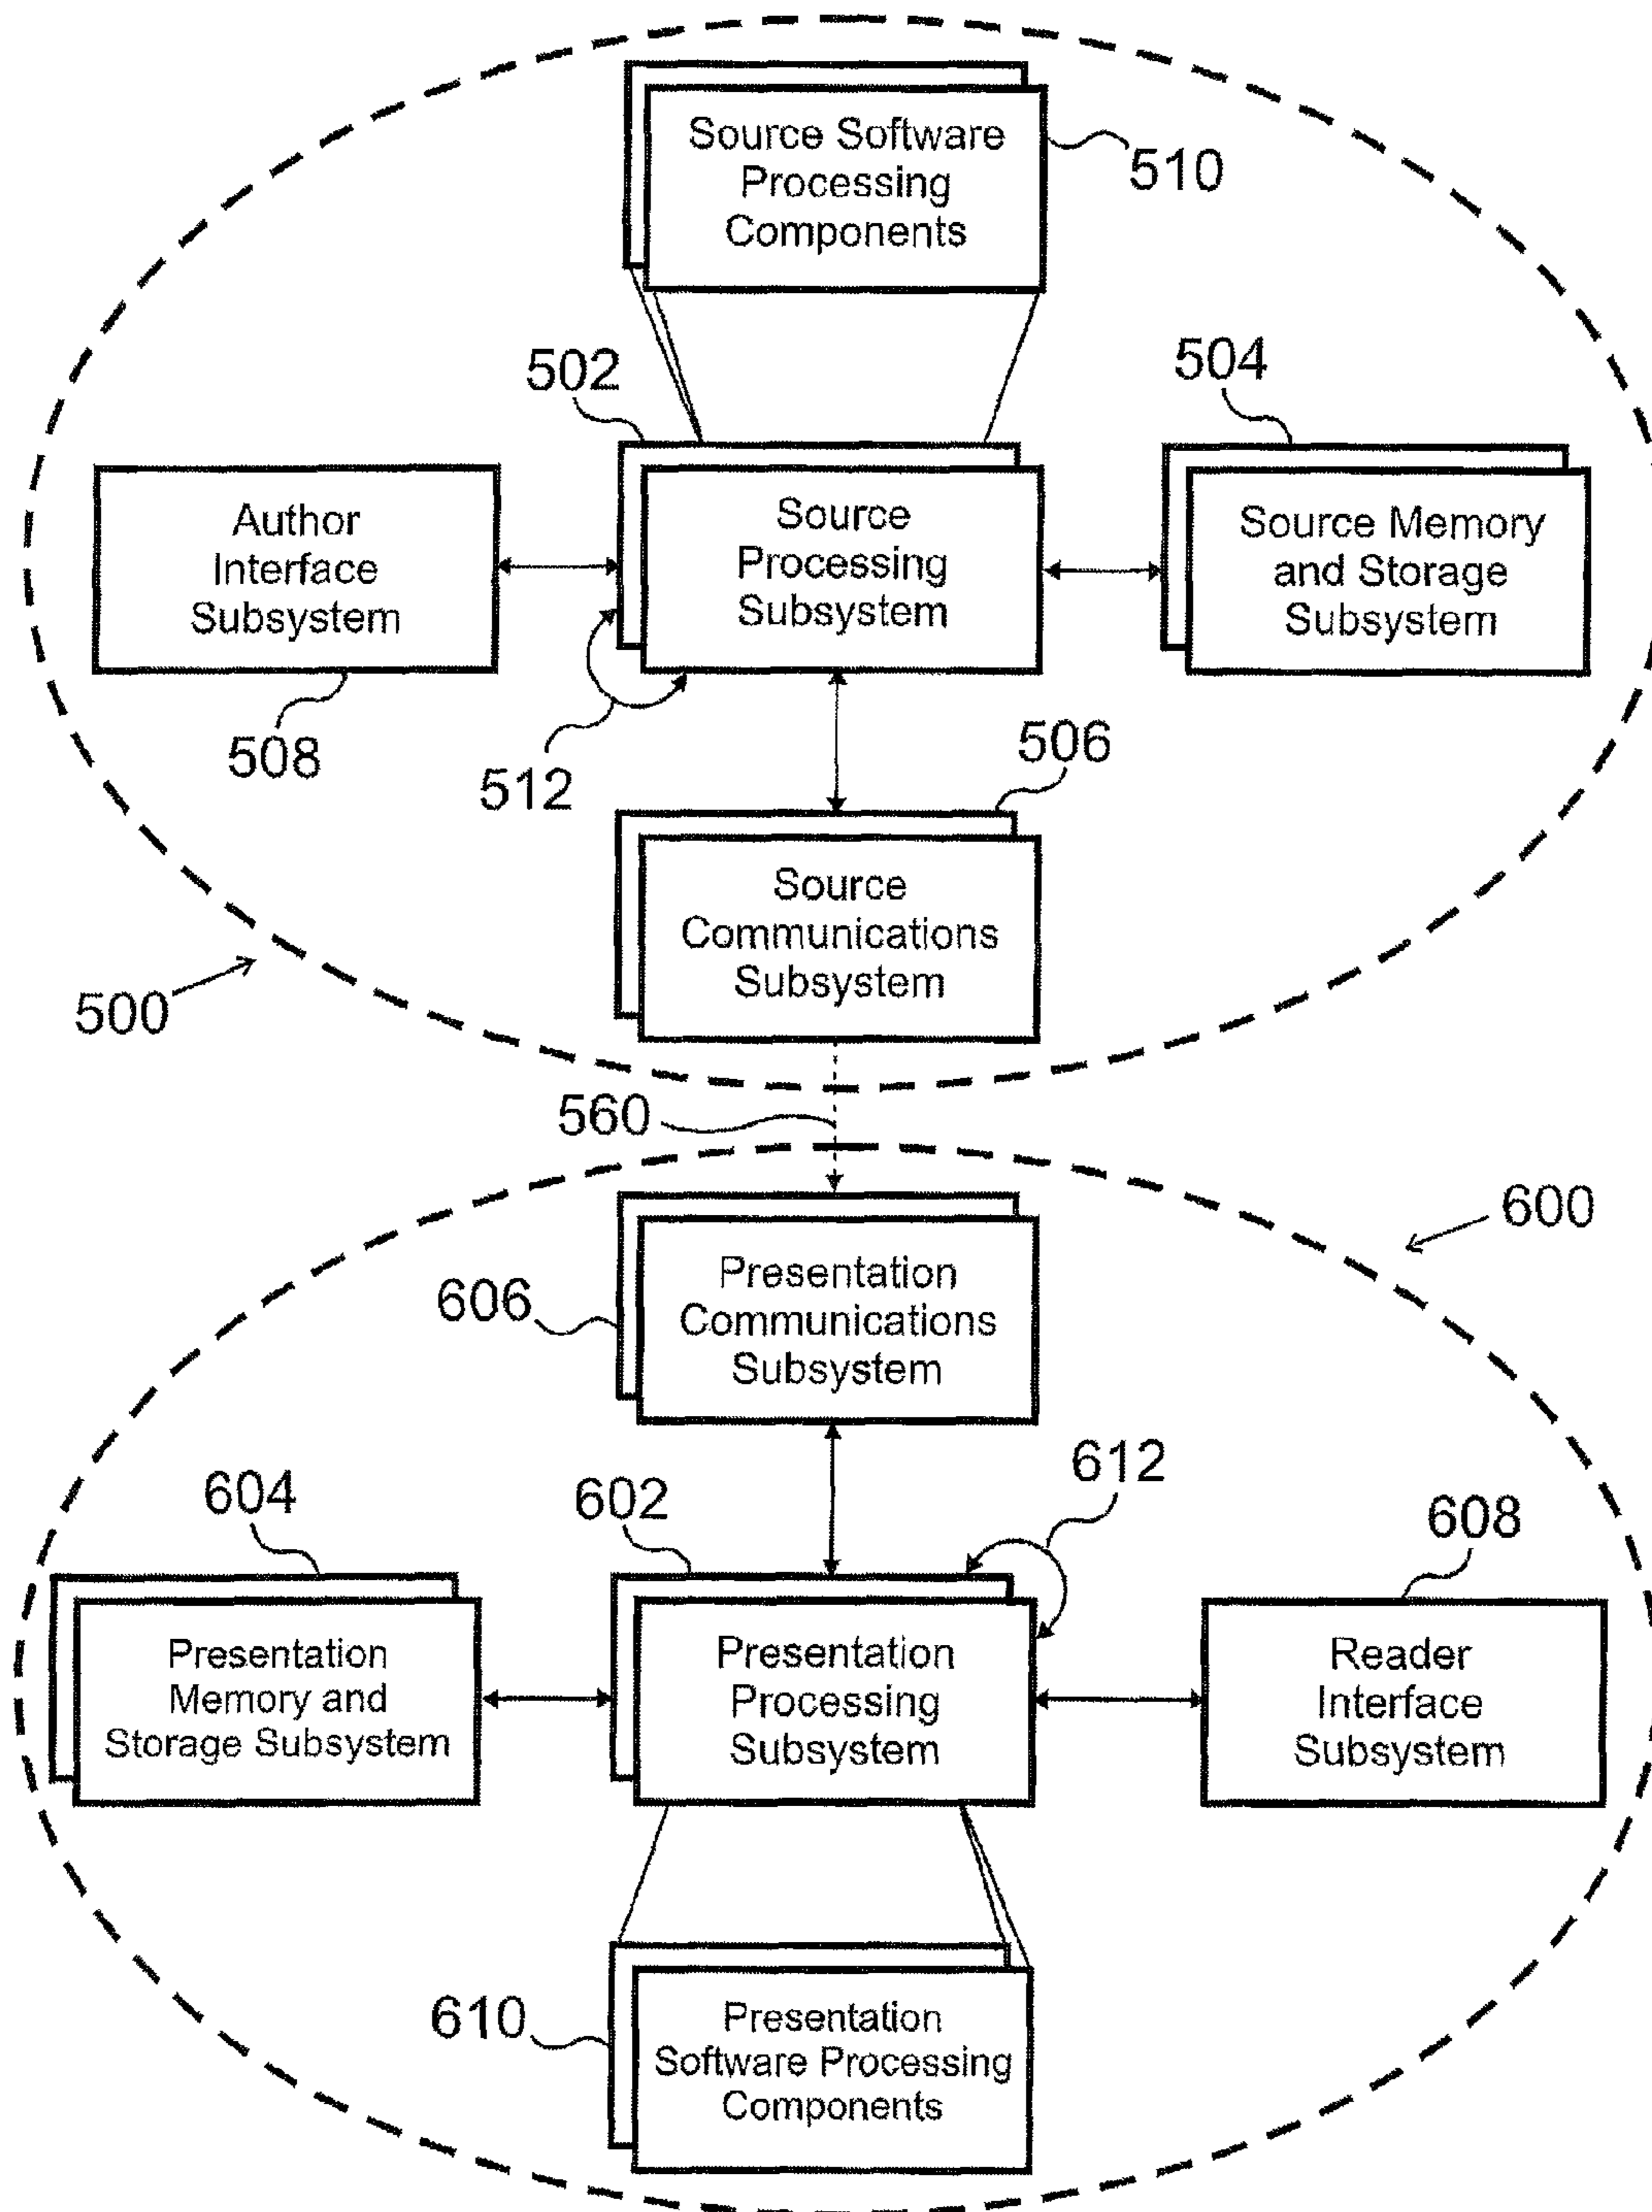 Source Software
Processing
Components
510
502
504
Author
Interface
Subsystem
Source
Processing
Subsystem
Source Memory
and Storage
Subsystem
508
512
506
Source
Communications
Subsystem
500
560
600
Presentation
Communications
Subsystem
606
612
604
602
608
Presentation
Memory and
Storage Subsystem
Presentation
Processing
Subsystem
Reader
Interface
Subsystem
610
Presentation
Software Processing
Components